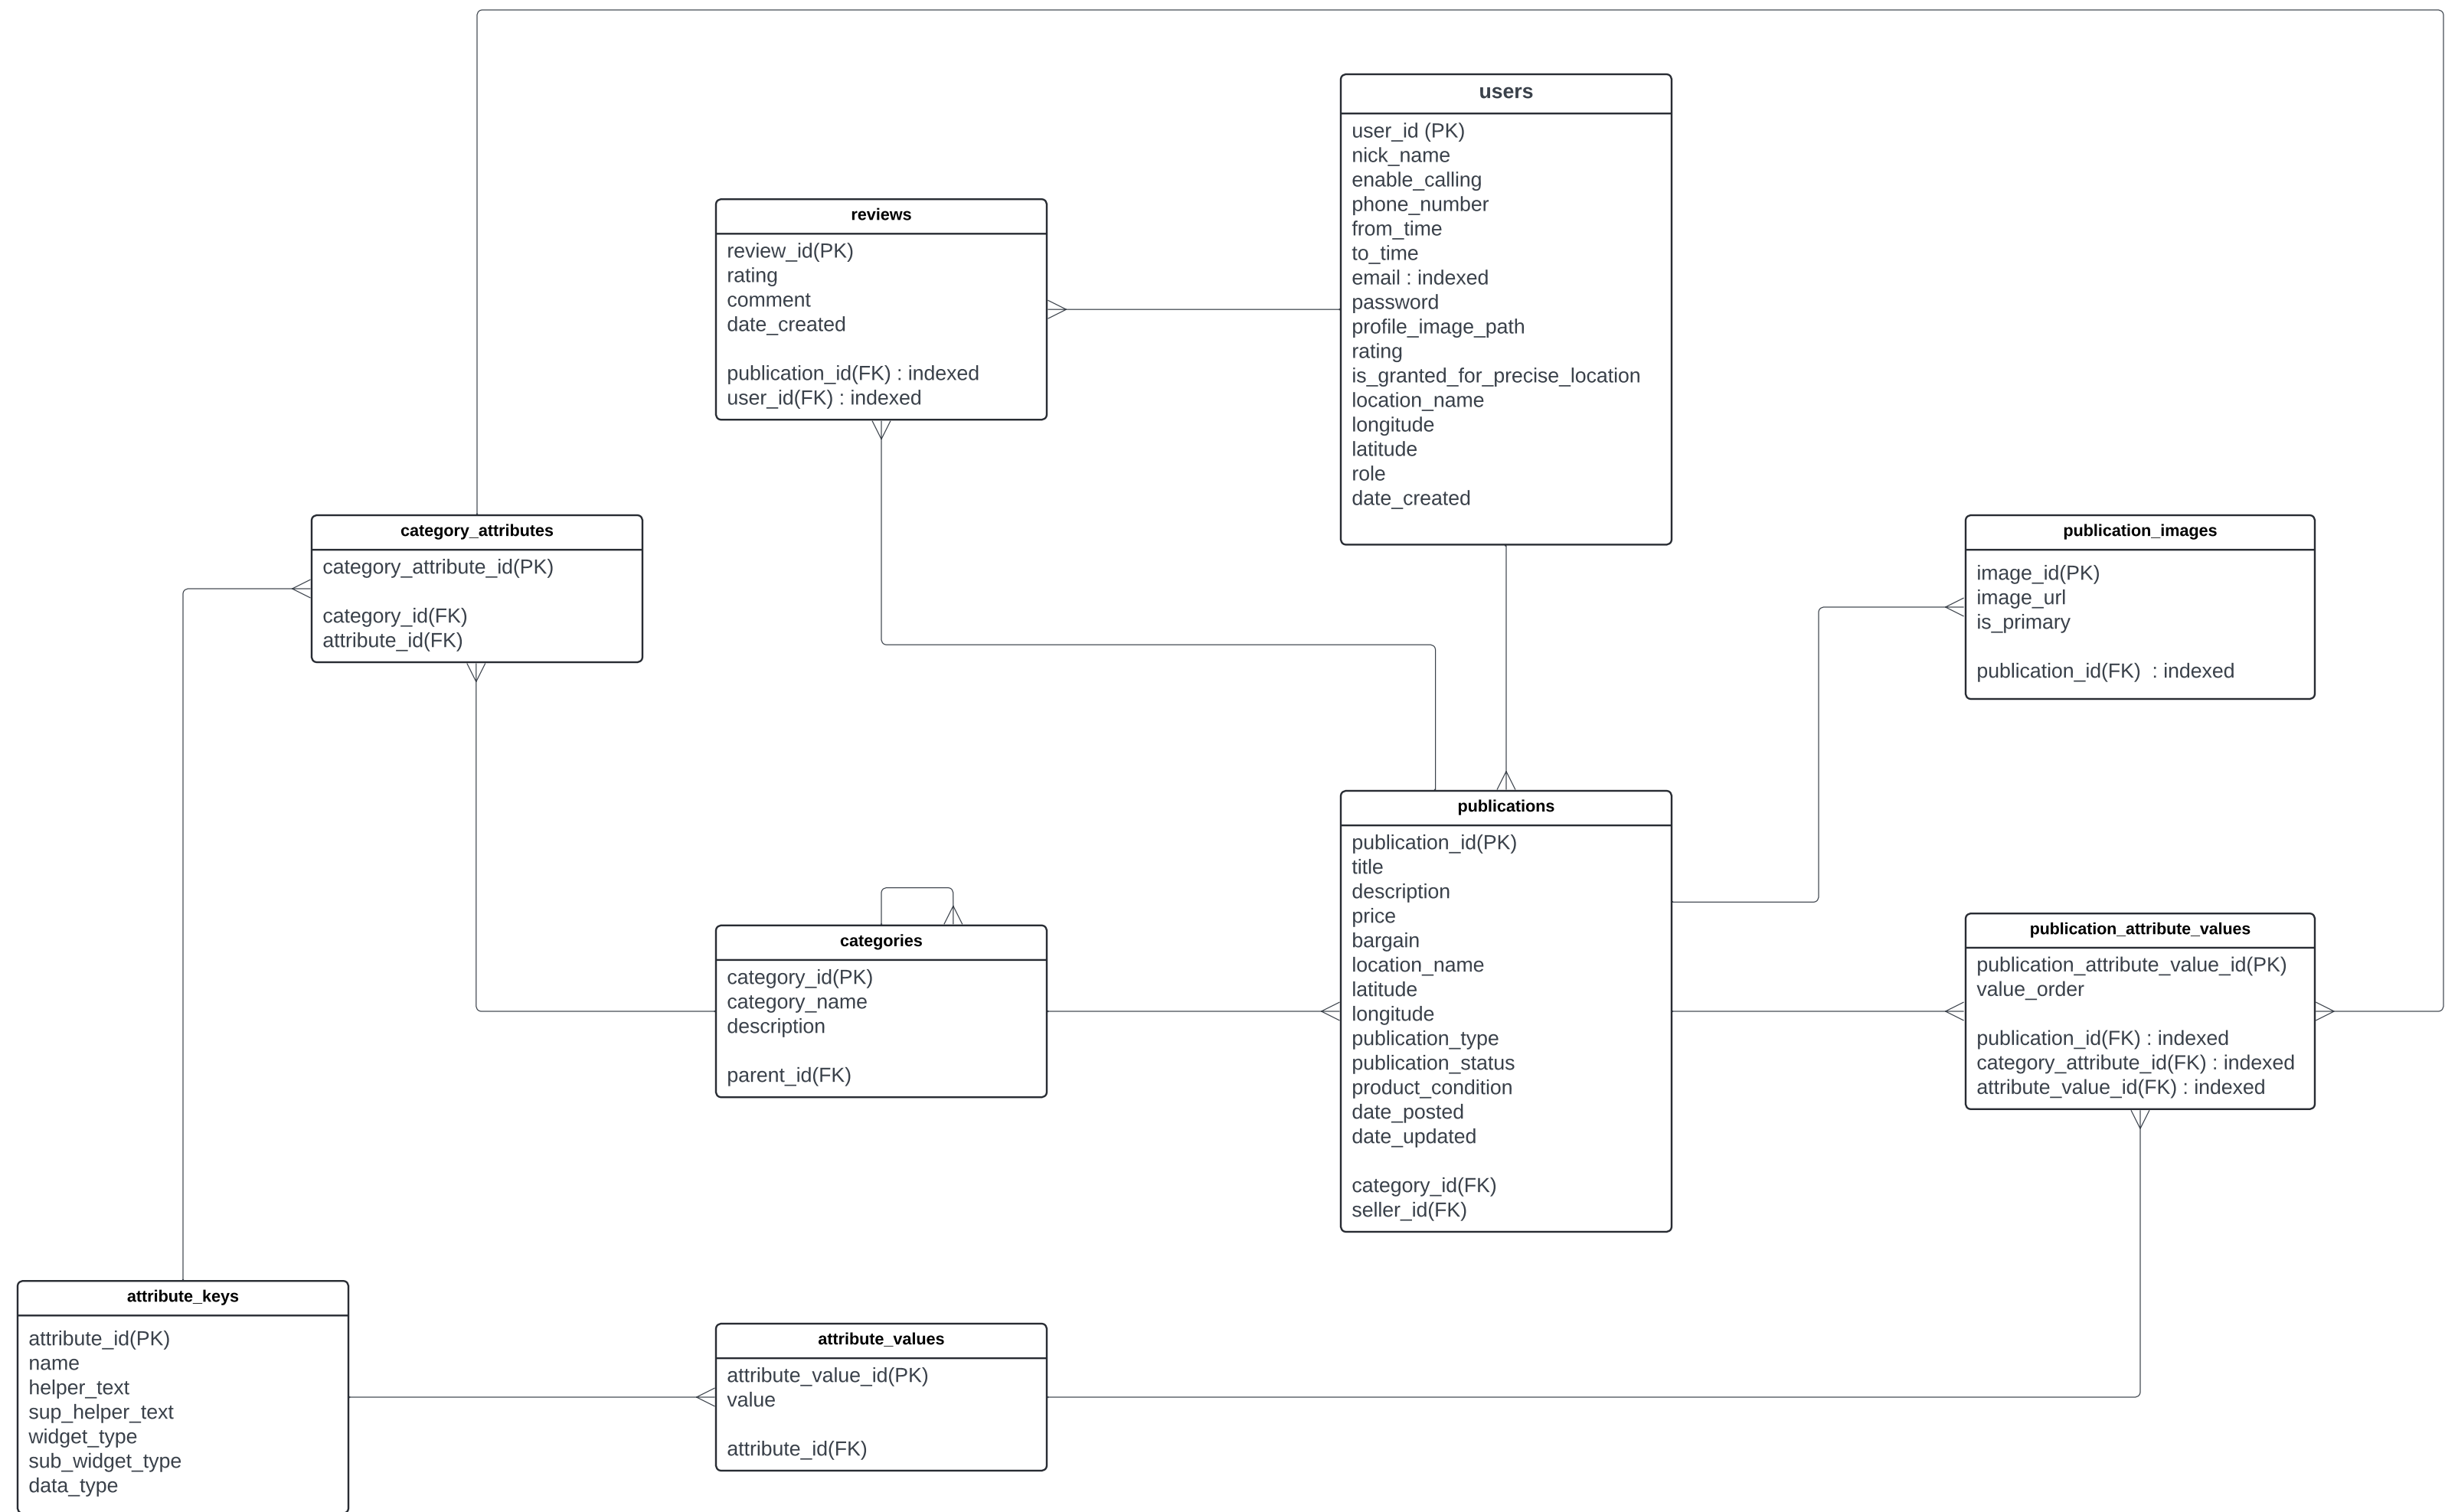 users
user_id (PK)
nick_name
enable_calling
phone_number
from_time
to_time
email : indexed
password
profile_image_path
rating
is_granted_for_precise_location
location_name
longitude
latitude
role
date_created
reviews
review_id(PK)
rating
comment
date_created
publication_id(FK) : indexed
user_id(FK) : indexed
category_attributes
category_attribute_id(PK)
category_id(FK)
attribute_id(FK)
publication_images
image_id(PK)
image_url
is_primary
publication_id(FK)  : indexed
publications
publication_id(PK)
title
description
price
bargain
location_name
latitude
longitude
publication_type
publication_status
product_condition
date_posted
date_updated
category_id(FK)
seller_id(FK)
categories
category_id(PK)
category_name
description
parent_id(FK)
publication_attribute_values
publication_attribute_value_id(PK)
value_order
publication_id(FK) : indexed
category_attribute_id(FK) : indexed
attribute_value_id(FK) : indexed
attribute_keys
attribute_id(PK)
name
helper_text
sup_helper_text
widget_type
sub_widget_type
data_type
attribute_values
attribute_value_id(PK)
value
attribute_id(FK)